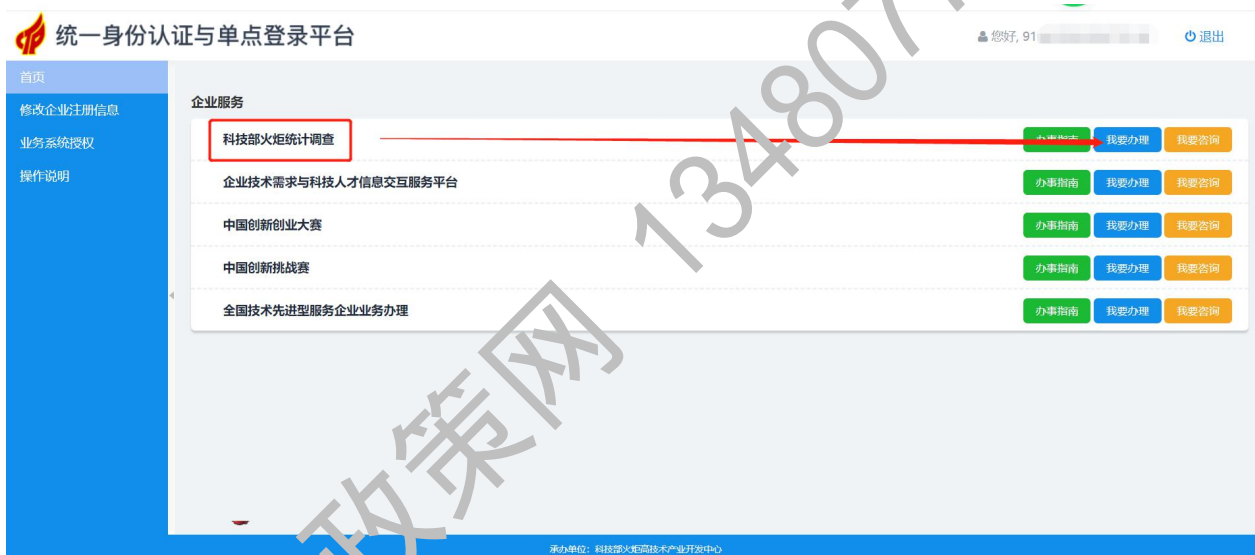 统一身份认证与单点登录平台
您好, 91
退出
首页
修改企业注册信息
业务系统授权
操作说明
企业服务
科技部火炬统计调查 办事指南 我要办理 我要咨询
企业技术需求与科技人才信息交互服务平台 办事指南 我要办理 我要咨询
中国创新创业大赛 办事指南 我要办理 我要咨询
中国创新挑战赛 办事指南 我要办理 我要咨询
全国技术先进型服务企业业务办理 办事指南 我要办理 我要咨询
承办单位：科技部火炬高技术产业开发中心
政策网 134807